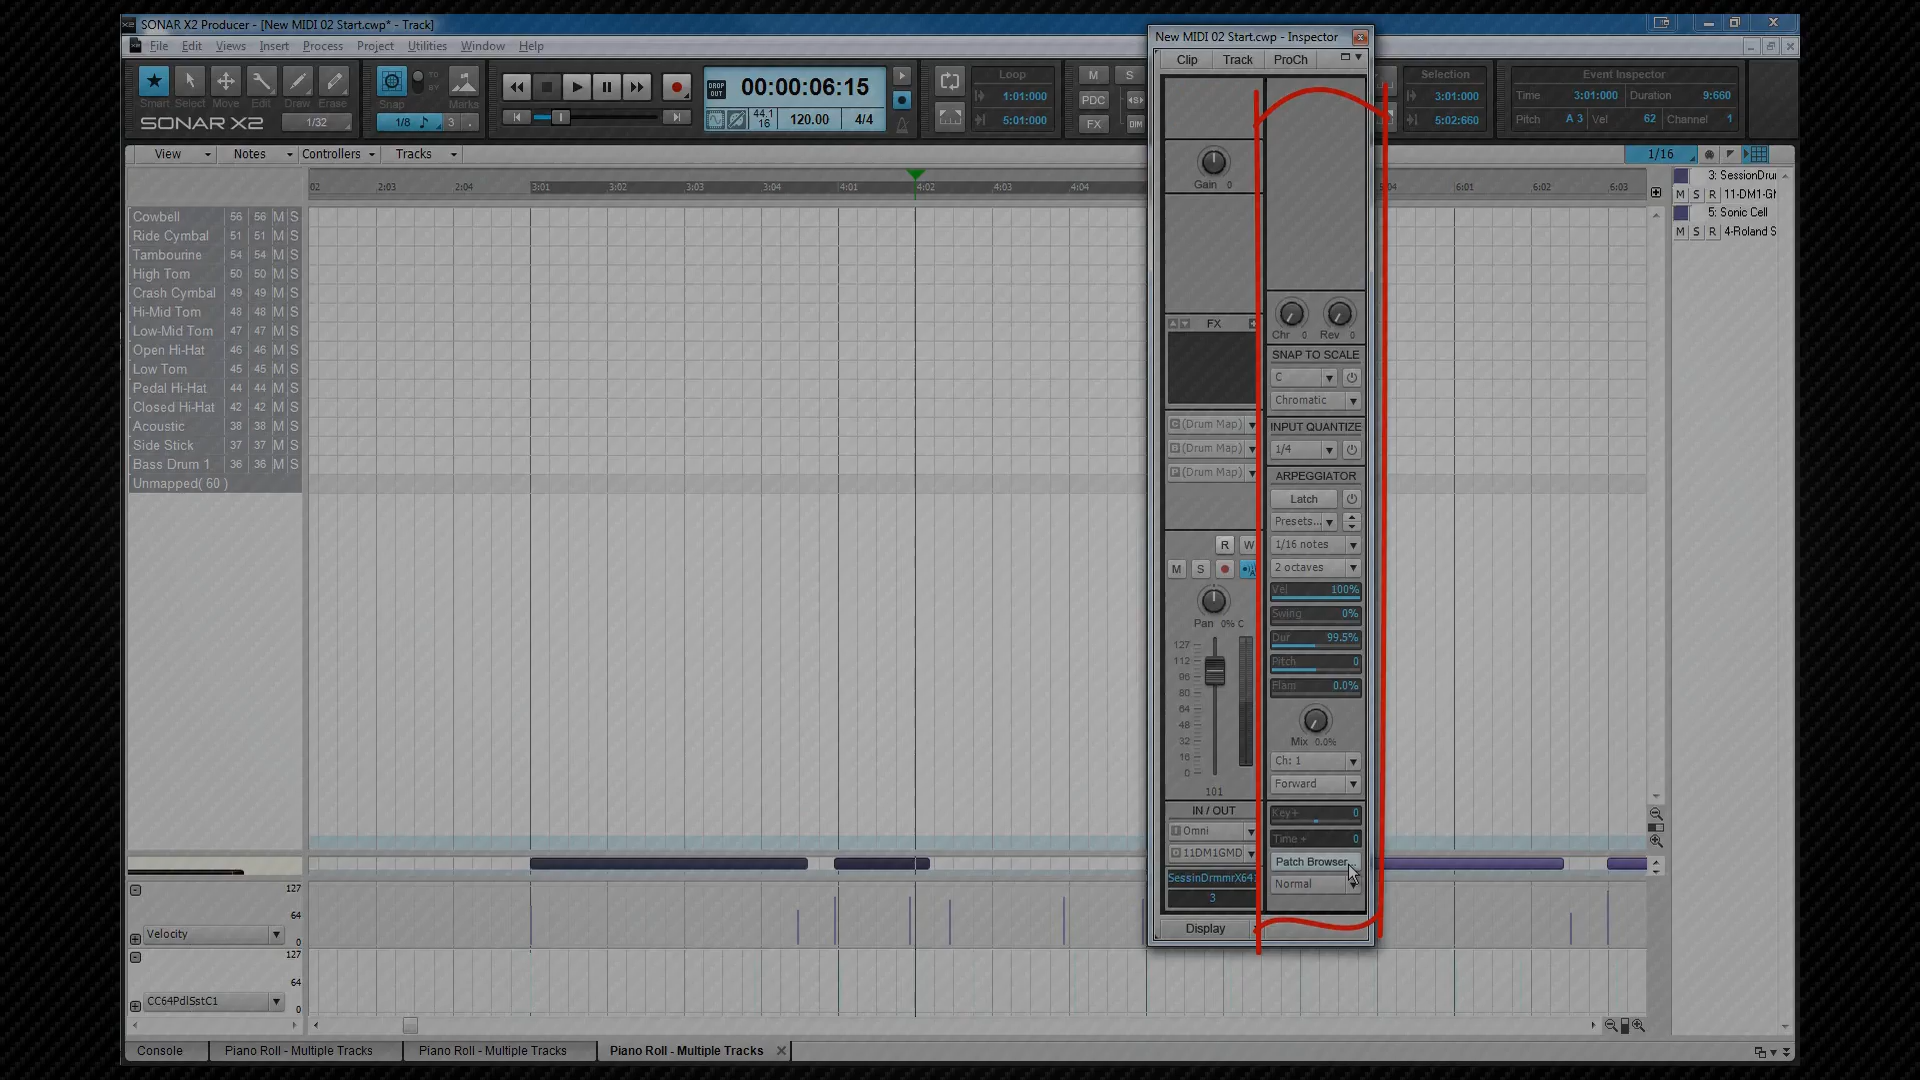 SONAR X2 Producer - [New MIDI 02 Start.cwp* - Track]
File Edit Views Insert Process Project Utilities Window Help
Smart Select Move Edit Draw Erase
SONAR X2 1/32
Snap TO BY Marks
1/8 3
DROP OUT 00:00:06:15
44.1 16 120.00 4/4
Loop
1:01:000
5:01:000
M S
PDC
FX DIM
Selection
3:01:000
5:02:660
Event Inspector
Time 3:01:000 Duration 9:660
Pitch A 3 Vel 62 Channel 1
View Notes Controllers Tracks 1/16
02 2:03 2:04 3:01 3:02 3:03 3:04 4:01 4:02 4:03 4:04 5:04 6:01 6:02 6:03
Cowbell 56 56 M S
Ride Cymbal 51 51 M S
Tambourine 54 54 M S
High Tom 50 50 M S
Crash Cymbal 49 49 M S
Hi-Mid Tom 48 48 M S
Low-Mid Tom 47 47 M S
Open Hi-Hat 46 46 M S
Low Tom 45 45 M S
Pedal Hi-Hat 44 44 M S
Closed Hi-Hat 42 42 M S
Acoustic 38 38 M S
Side Stick 37 37 M S
Bass Drum 1 36 36 M S
Unmapped( 60 )
127
64
0
Velocity
127
64
0
CC64PdlSstC1
New MIDI 02 Start.cwp - Inspector
Clip Track ProCh
Gain 0
FX
(Drum Map)
(Drum Map)
(Drum Map)
R W
M S
Pan 0% C
127
112
96
80
64
48
32
16
0
101
IN / OUT
Omni
11DM1GMD
SessinDrmmrX64
3
Display
Chr 0 Rev 0
SNAP TO SCALE
C
Chromatic
INPUT QUANTIZE
1/4
ARPEGGIATOR
Latch
Presets...
1/16 notes
2 octaves
Vel 100%
Swing 0%
Dur 99.5%
Pitch 0
Flam 0.0%
Mix 0.0%
Ch: 1
Forward
Key+ 0
Time + 0
Patch Browser...
Normal
3: SessionDrui
M S R 11-DM1-GM
5: Sonic Cell
M S R 4-Roland S
Console Piano Roll - Multiple Tracks Piano Roll - Multiple Tracks Piano Roll - Multiple Tracks